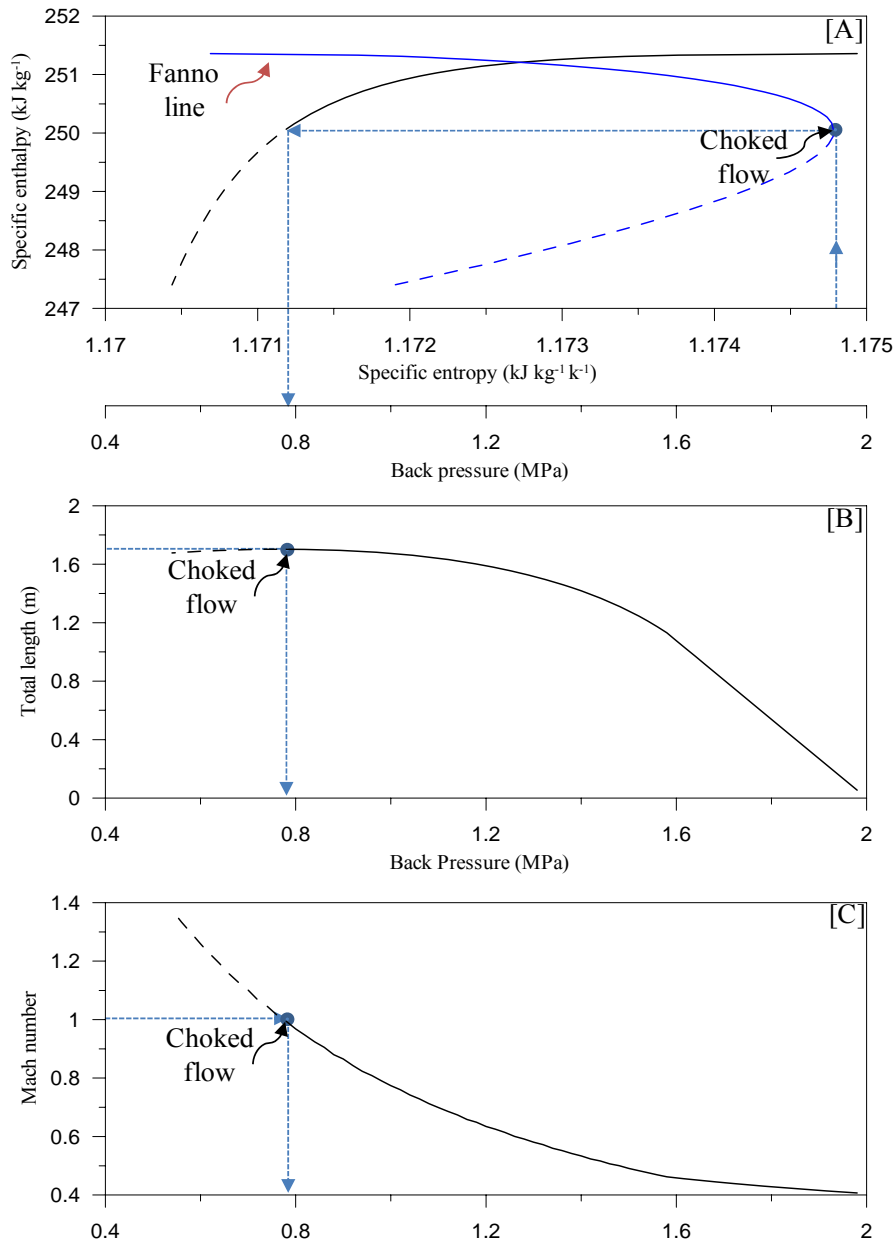 [A]
252
251
250
249
248
247
Specific enthalpy (kJ kg-1)
Fanno
line
Choked
flow
1.17 1.171 1.172 1.173 1.174 1.175
Specific entropy (kJ kg-1 k-1)
0.4 0.8 1.2 1.6 2
Back pressure (MPa)
[B]
2
1.6
1.2
0.8
0.4
0
Total length (m)
Choked
flow
0.4 0.8 1.2 1.6 2
Back Pressure (MPa)
[C]
1.4
1.2
1
0.8
0.6
0.4
Mach number
Choked
flow
0.4 0.8 1.2 1.6 2
Back pressure (MPa)